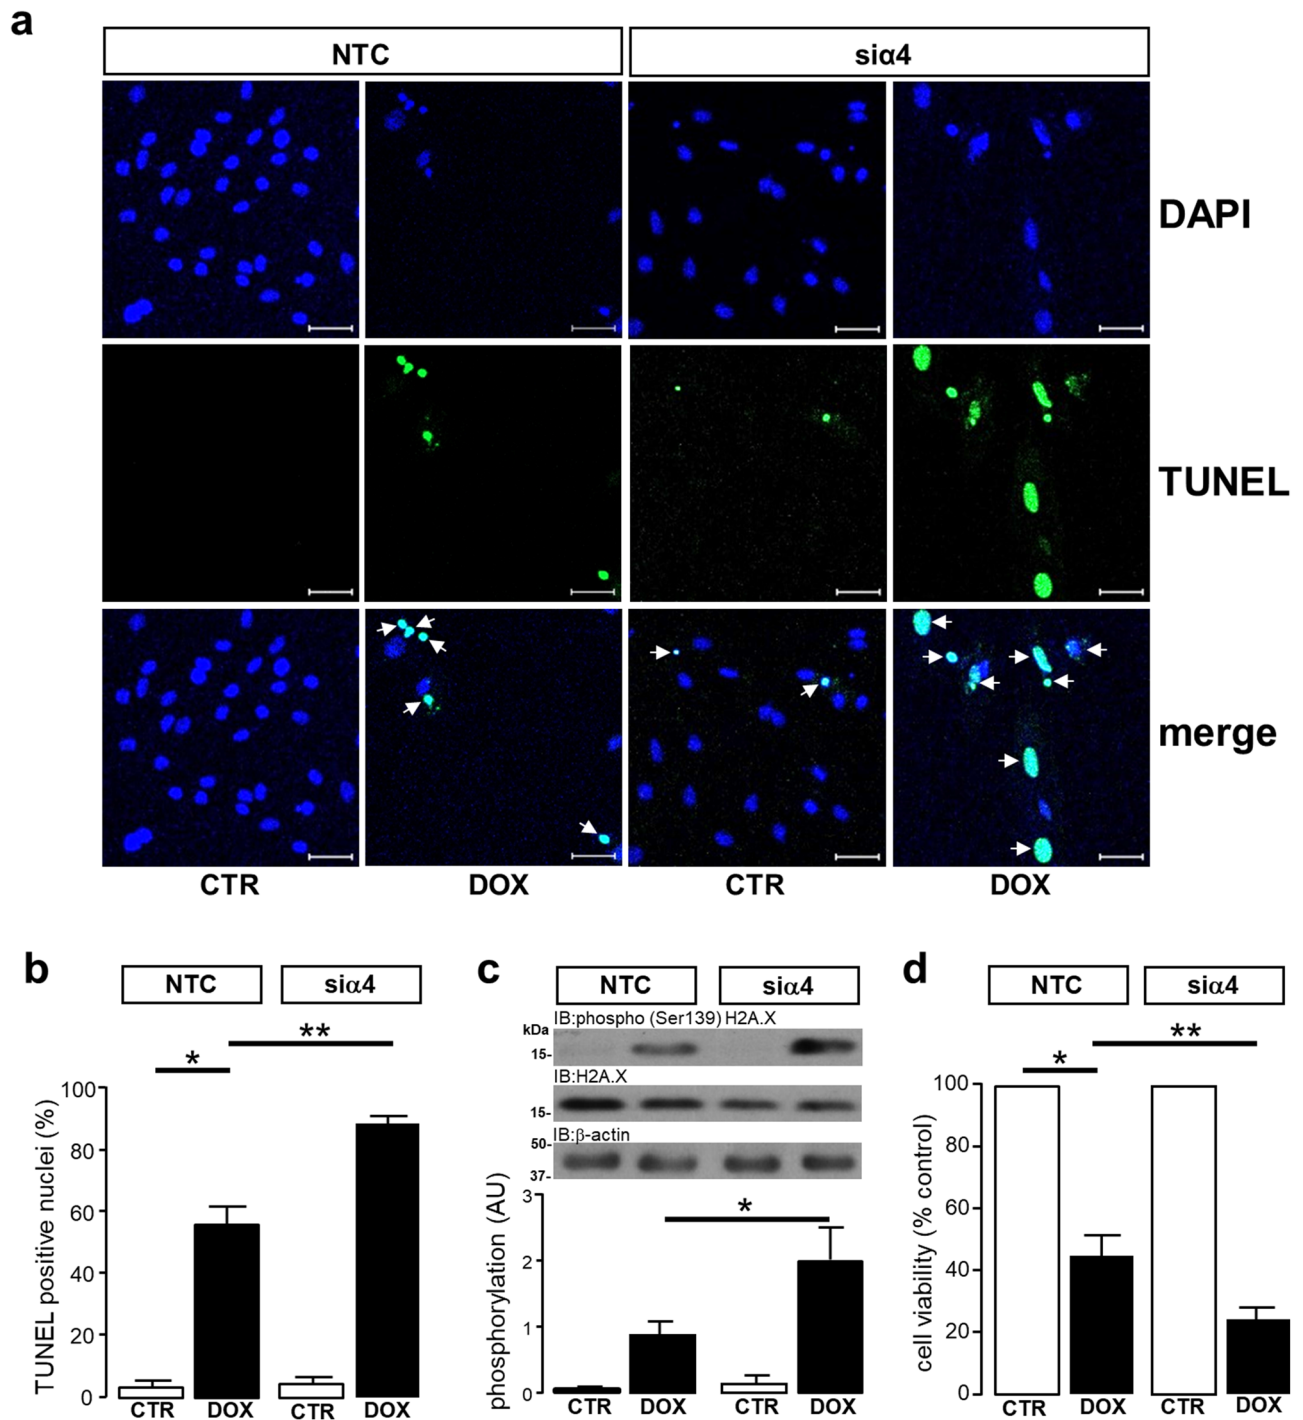 a
NTC
siα4
DAPI
TUNEL
merge
CTR
DOX
CTR
DOX
b
NTC
siα4
**
*
TUNEL positive nuclei (%)
100
80
60
40
20
0
CTR
DOX
CTR
DOX
c
NTC
siα4
IB:phospho (Ser139) H2A.X
kDa
15-
IB:H2A.X
15-
IB:β-actin
50-
37-
phosphorylation (AU)
*
3
2
1
0
CTR
DOX
CTR
DOX
d
NTC
siα4
**
*
cell viability (% control)
100
80
60
40
20
0
CTR
DOX
CTR
DOX